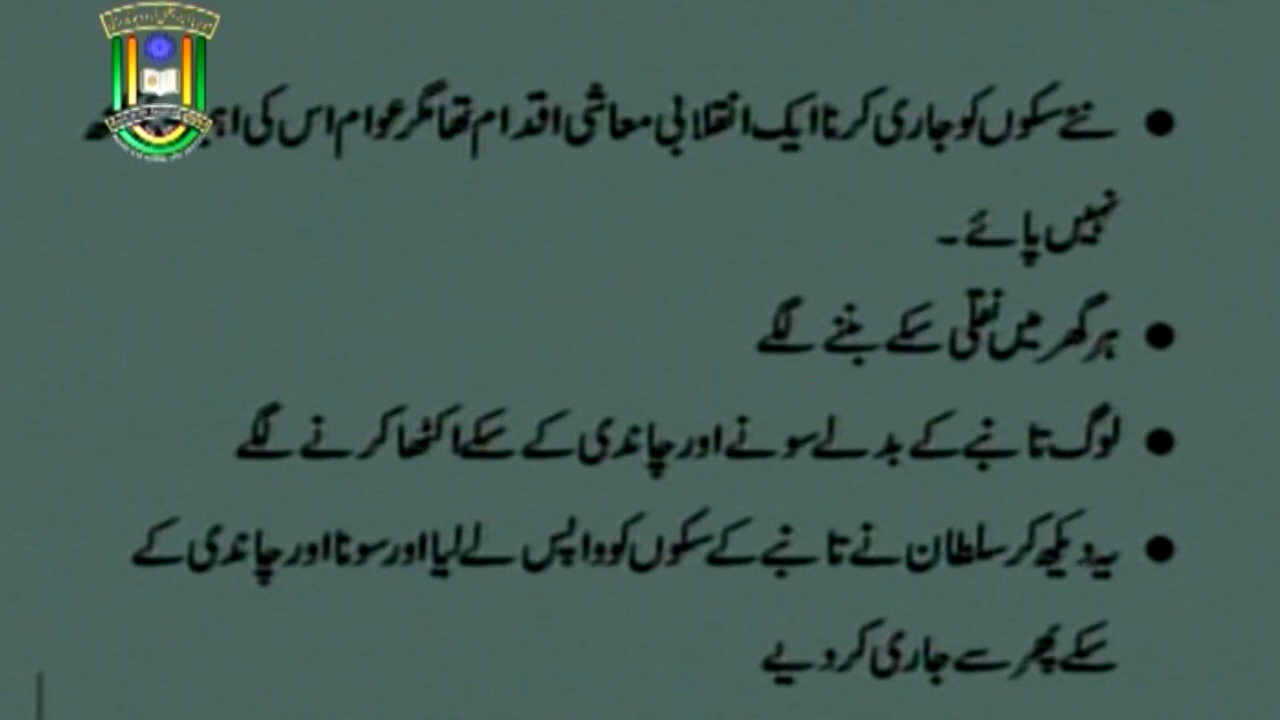 نئے سکوں کو جاری کرنا ایک انقلابی معاشی اقدام تھا مگر عوام اس کی
نہیں پائے۔
ہر گھر میں نقلی سکے بننے لگے
لوگ تانبے کے بدلے سونے اور چاندی کے سکے اکٹھا کرنے لگے
یہ دیکھ کر سلطان نے تانبے کے سکوں کو واپس لے لیا اور سونا اور چاندی کے
سکے پھر سے جاری کر دیے